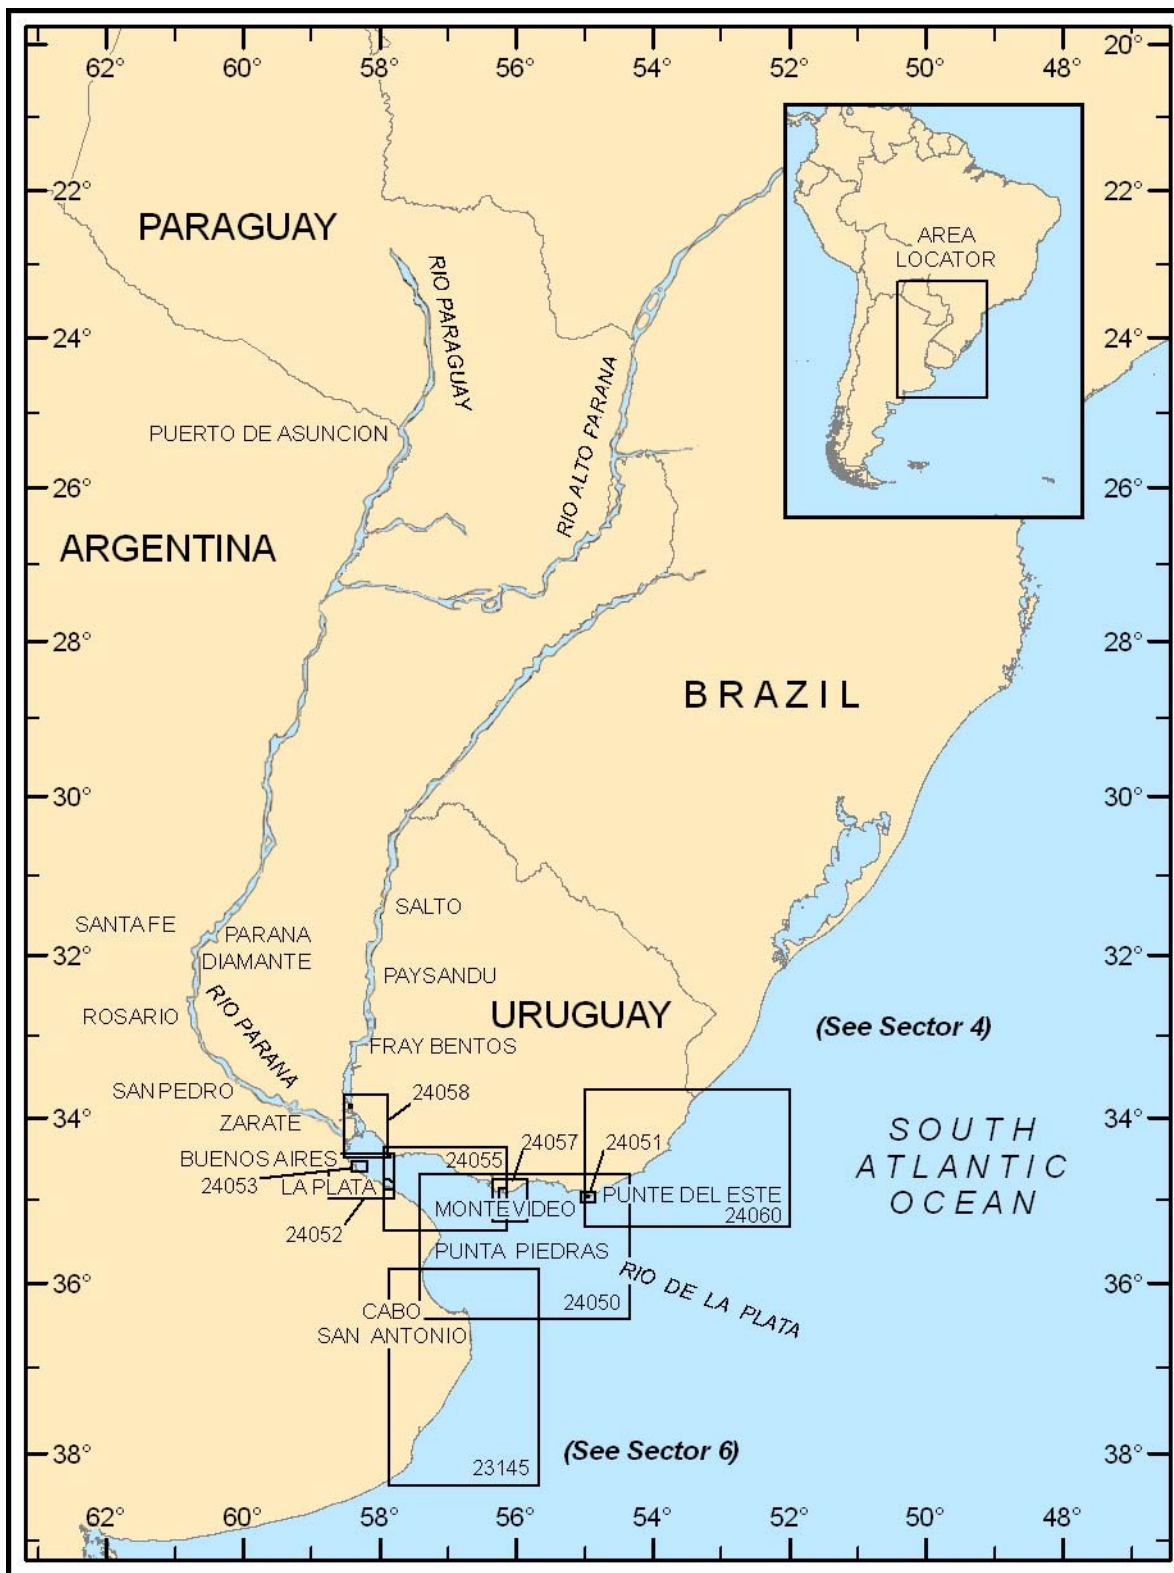 62° 60° 58° 56° 54° 52° 50° 48°
20°
AREA
LOCATOR
22° 22°
PARAGUAY
RIO PARAGUAY
24° 24°
RIO ALTO PARANA
PUERTO DE ASUNCION
26° 26°
ARGENTINA
28° 28°
BRAZIL
30° 30°
SALTO
SANTA FE
PARANA
DIAMANTE
32° 32°
PAYSANDU
RIO PARANA
ROSARIO
URUGUAY
(See Sector 4)
FRAY BENTOS
SAN PEDRO
24058
34° 34°
ZARATE
SOUTH
ATLANTIC
OCEAN
24057
24051
BUENOS AIRES
24055
24053
LA PLATA
PUNTE DEL ESTE
MONTEVIDEO
24060
24052
PUNTA PIEDRAS
RIO DE LA PLATA
36° 36°
24050
CABO
SAN ANTONIO
38° 38°
(See Sector 6)
23145
62° 60° 58° 56° 54° 52° 50° 48°